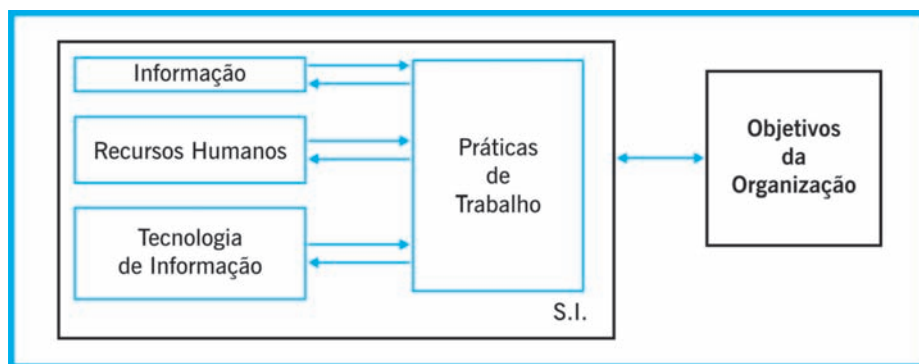 Informação
Recursos Humanos
Tecnologia
de Informação
Práticas
de
Trabalho
S.I.
Objetivos
da
Organização